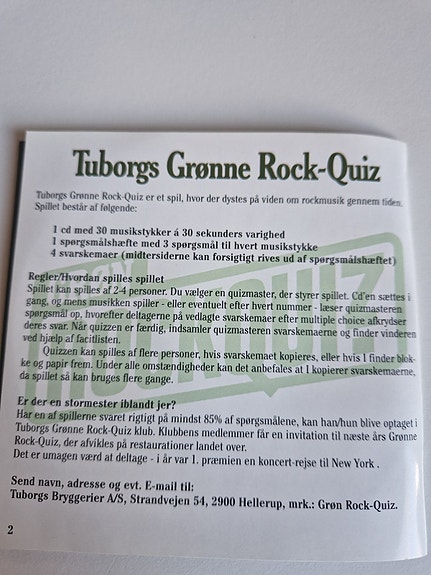 Tuborgs Grønne Rock-Quiz
Tuborgs Grønne Rock-Quiz er et spil, hvor der dystes på viden om rockmusik gennem tiden.
Spillet består af følgende:
1 cd med 30 musikstykker á 30 sekunders varighed
1 spørgsmålshæfte med 3 spørgsmål til hvert musikstykke
4 svarskemaer (midtersiderne kan forsigtigt rives ud af spørgsmålshæftet)
Regler/Hvordan spilles spillet
Spillet kan spilles af 2-4 personer. Du vælger en quizmaster, der styrer spillet. Cd'en sættes i
gang, og mens musikken spiller - eller eventuelt efter hvert nummer - læser quizmasteren
spørgsmål op, hvorefter deltagerne på vedlagte svarskemaer efter multiple choice afkrydser
deres svar. Når quizzen er færdig, indsamler quizmasteren svarskemaerne og finder vinderen
ved hjælp af facitlisten.
Quizzen kan spilles af flere personer, hvis svarskemaet kopieres, eller hvis I finder blok-
ke og papir frem. Under alle omstændigheder kan det anbefales at I kopierer svarskemaerne,
da spillet så kan bruges flere gange.
Er der en stormester iblandt jer?
Har en af spillerne svaret rigtigt på mindst 85% af spørgsmålene, kan han/hun blive optaget i
Tuborgs Grønne Rock-Quiz klub. Klubbens medlemmer får en invitation til næste års Grønne
Rock-Quiz, der afvikles på restaurationer landet over.
Det er umagen værd at deltage - i år var 1. præmien en koncert-rejse til New York .
Send navn, adresse og evt. E-mail til:
Tuborgs Bryggerier A/S, Strandvejen 54, 2900 Hellerup, mrk.: Grøn Rock-Quiz.
2